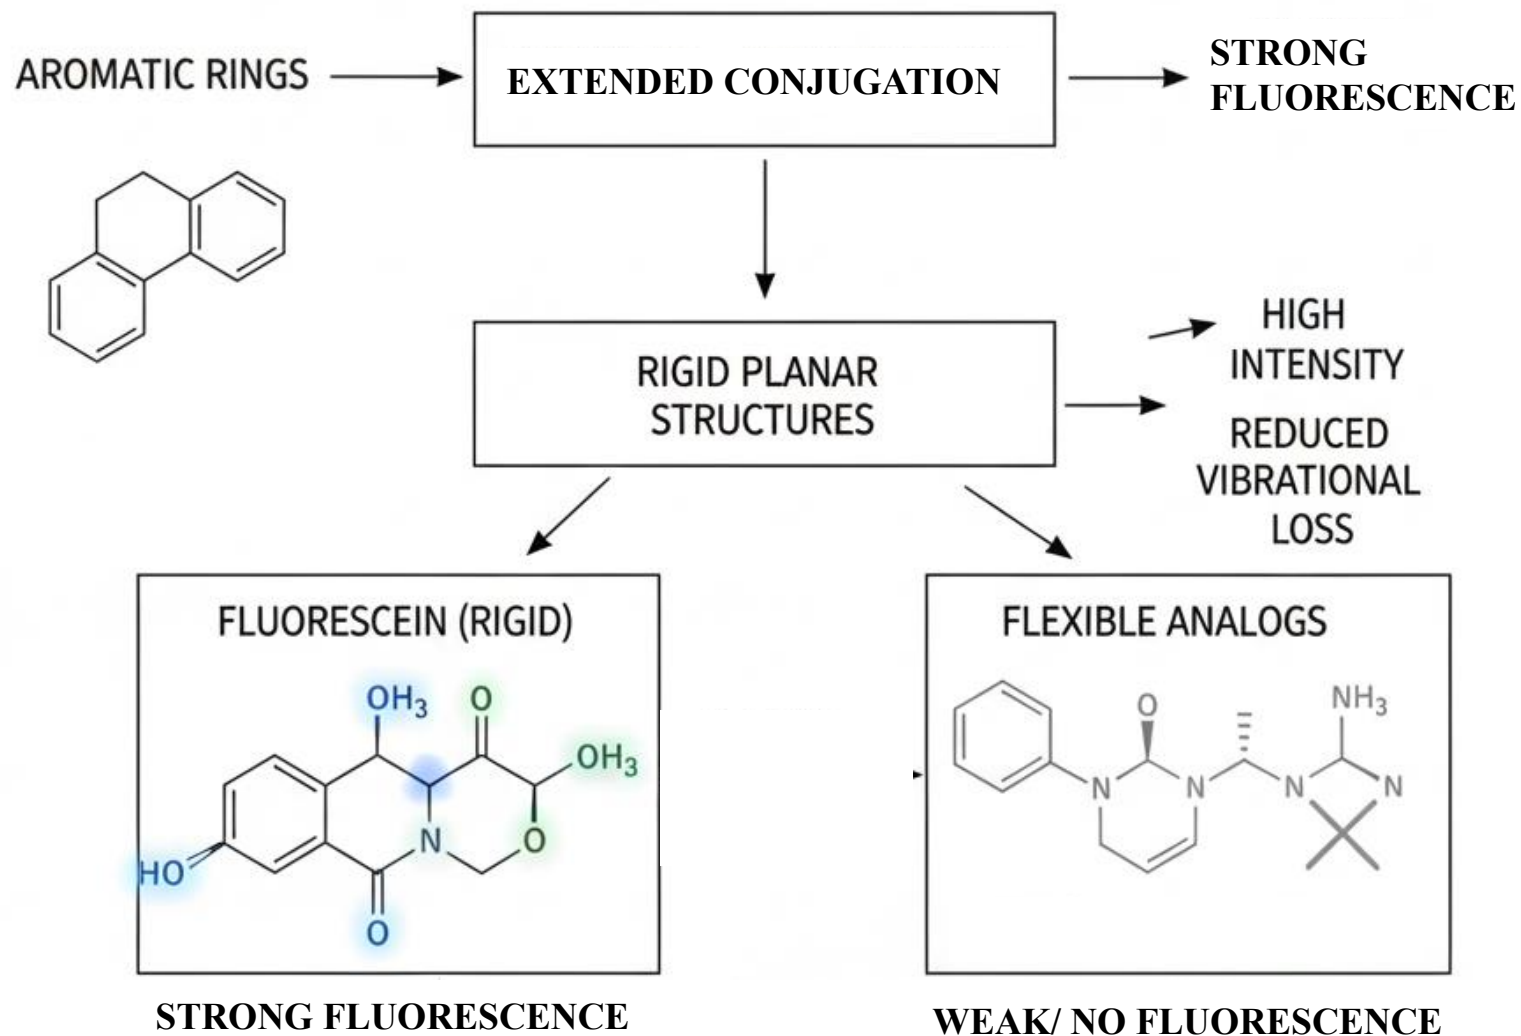 AROMATIC RINGS
EXTENDED CONJUGATION
STRONG
FLUORESCENCE
RIGID PLANAR
STRUCTURES
HIGH
INTENSITY
REDUCED
VIBRATIONAL
LOSS
FLUORESCEIN (RIGID)
OH3
O
OH3
N
O
HO
O
STRONG FLUORESCENCE
FLEXIBLE ANALOGS
O
NH3
N
N
N
N
WEAK/ NO FLUORESCENCE